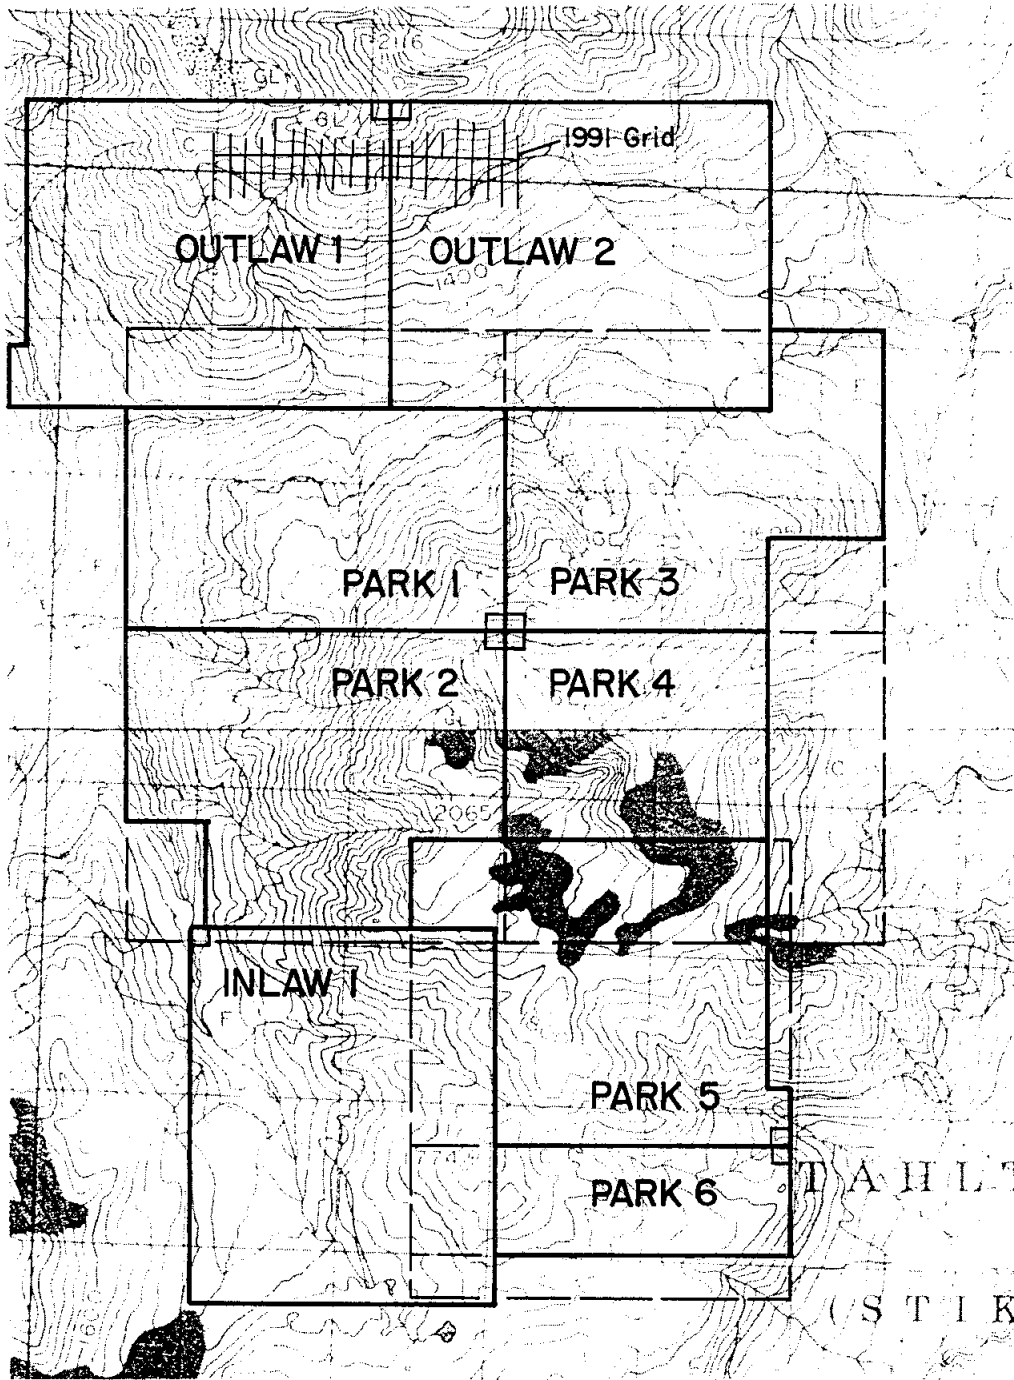 2116
GL
GL
C
1991 Grid
OUTLAW 1
OUTLAW 2
1400
GL
PARK 1
PARK 3
PARK 2
PARK 4
2065
INLAW 1
F
PARK 5
PARK 6
T A H L T
( S T I K